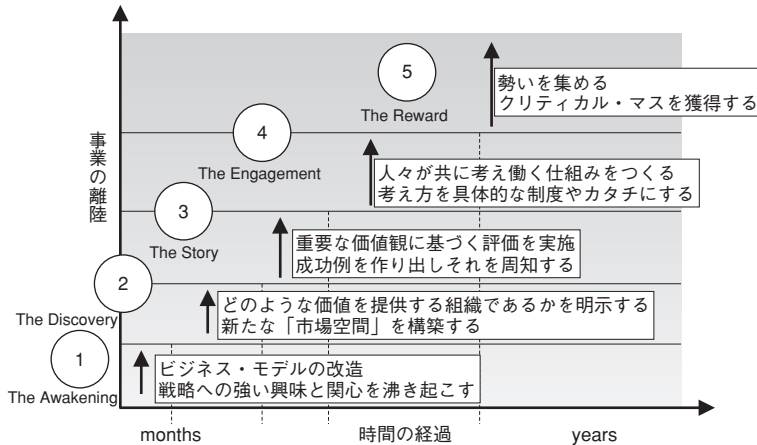 事業の離陸
5
The Reward
勢いを集める
クリティカル・マスを獲得する
4
The Engagement
人々が共に考え働く仕組みをつくる
考え方を具体的な制度やカタチにする
3
The Story
重要な価値観に基づく評価を実施
成功例を作り出しそれを周知する
2
The Discovery
どのような価値を提供する組織であるかを明示する
新たな「市場空間」を構築する
1
The Awakening
ビジネス・モデルの改造
戦略への強い興味と関心を沸き起こす
months
時間の経過
years